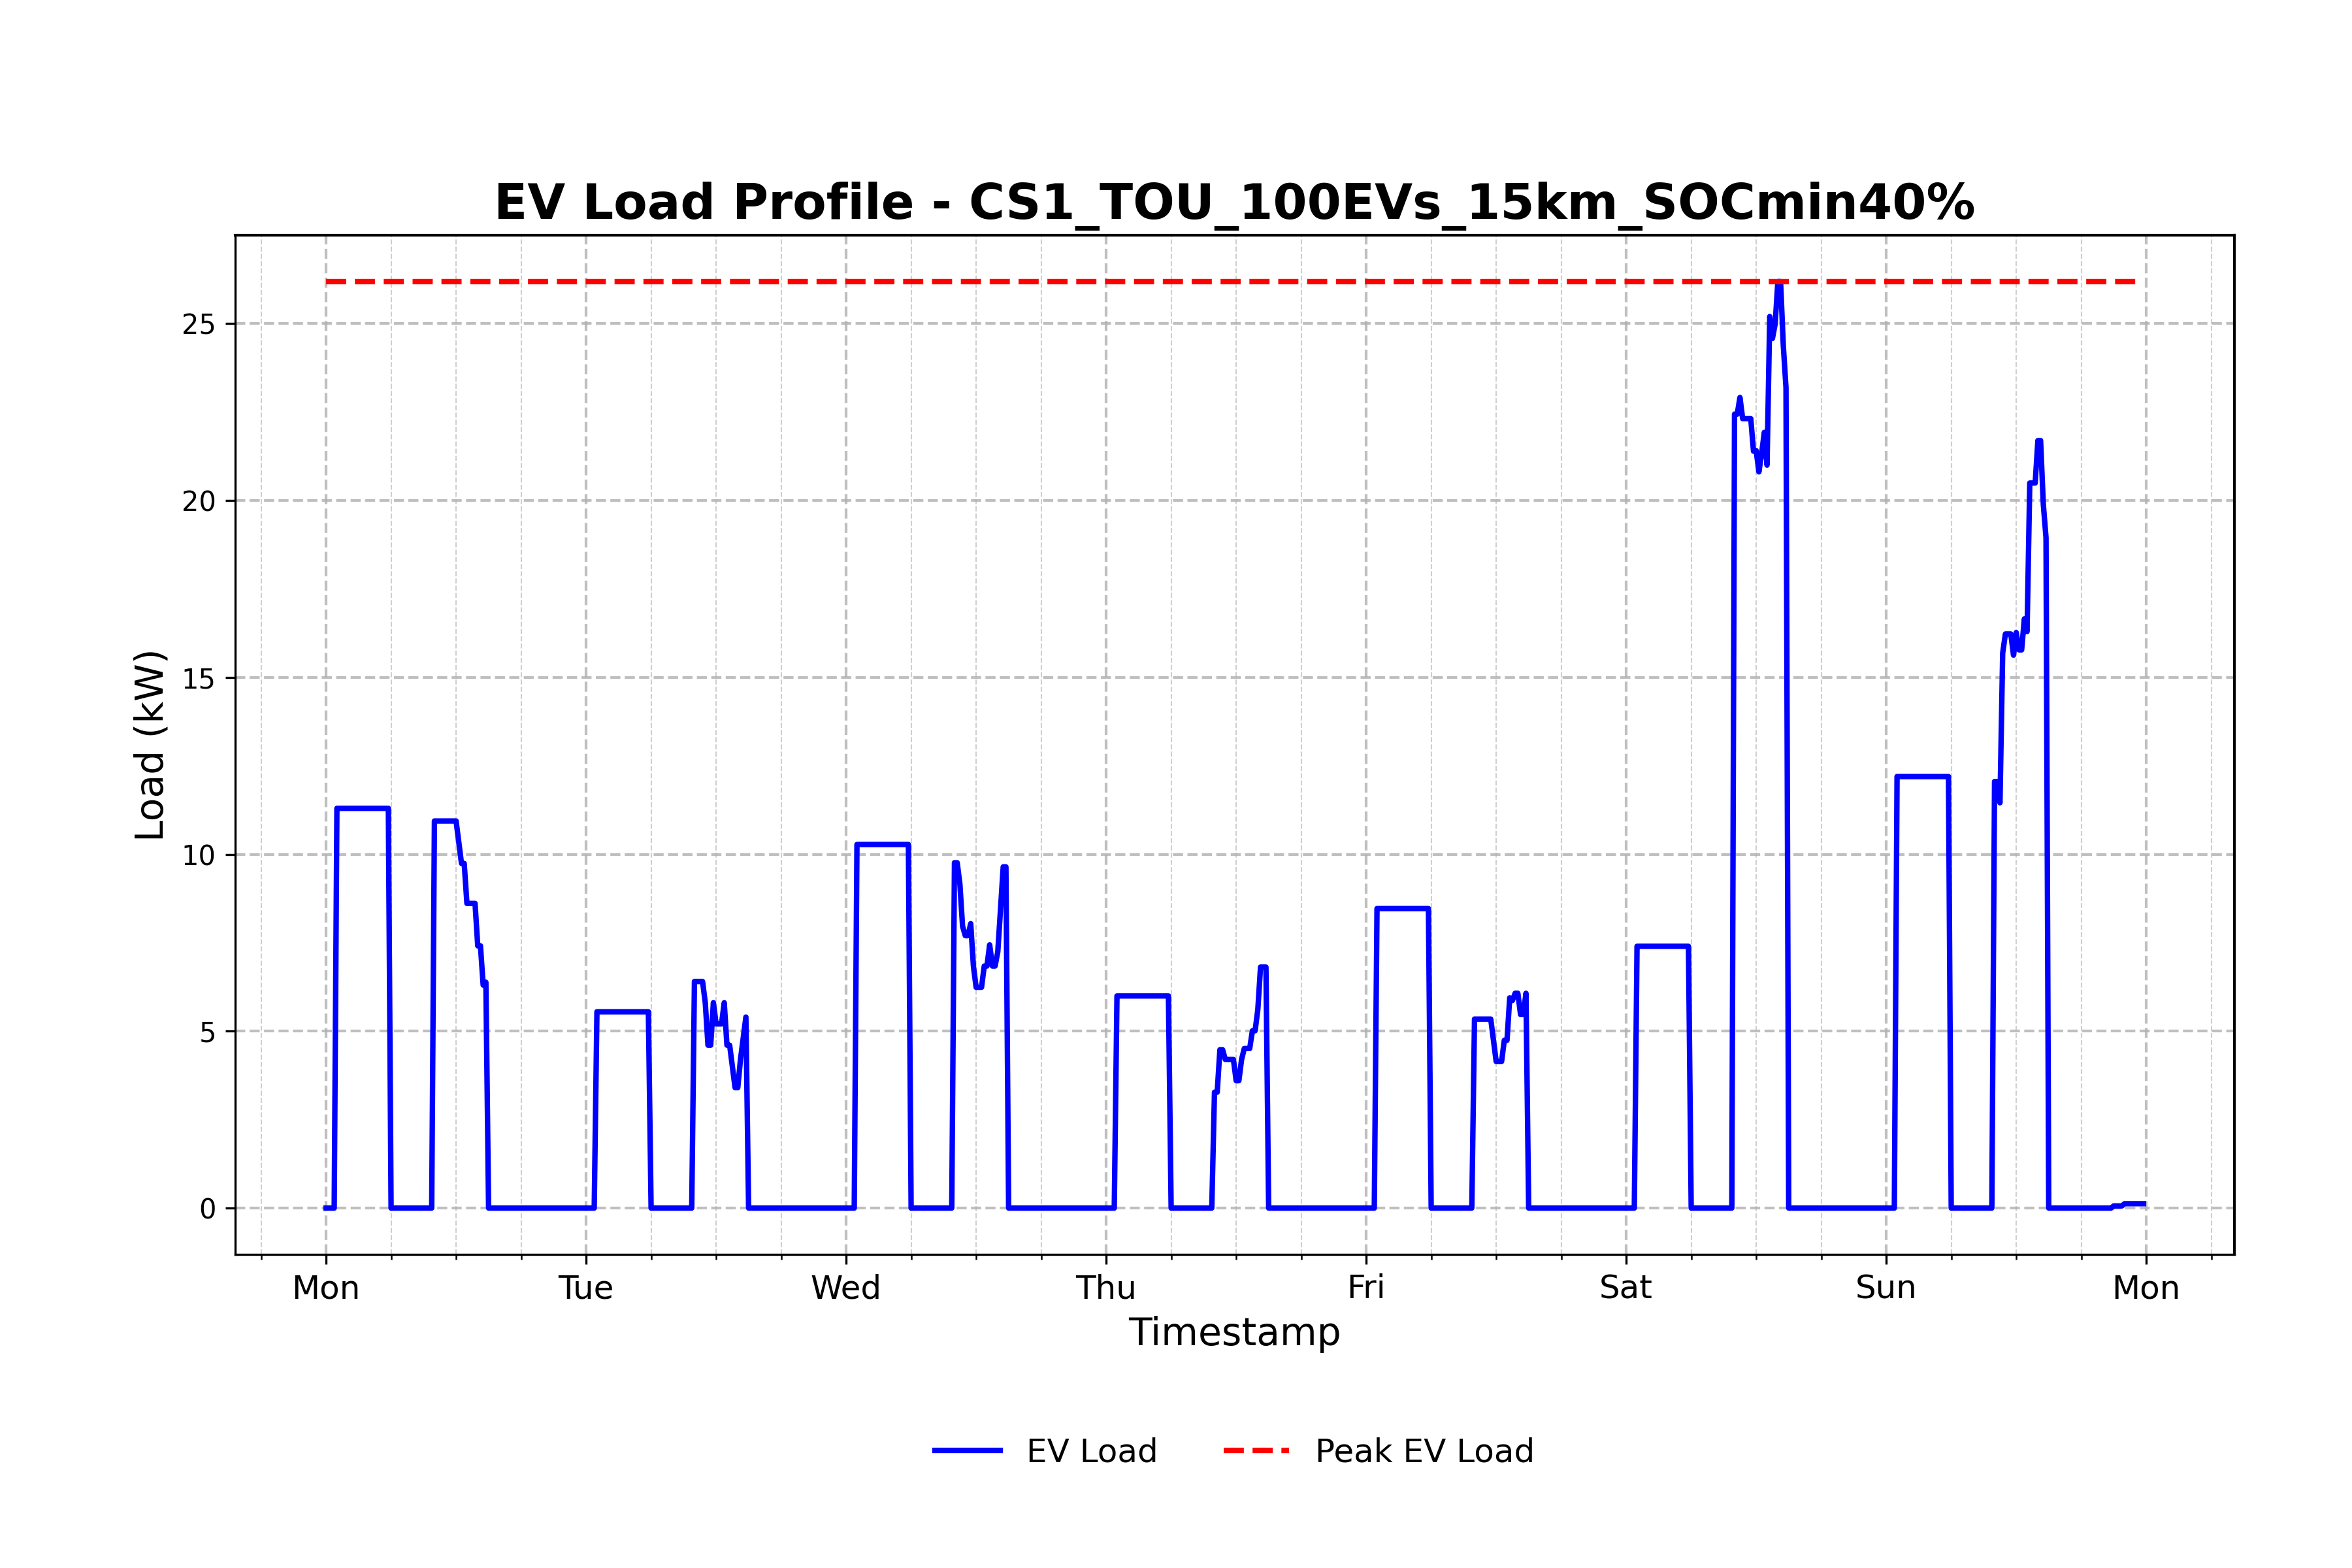 EV Load Profile - CS1_TOU_100EVs_15km_SOCmin40%
Load (kW)
25
20
15
10
5
0
Mon Tue Wed Thu Fri Sat Sun Mon
Timestamp
EV Load Peak EV Load